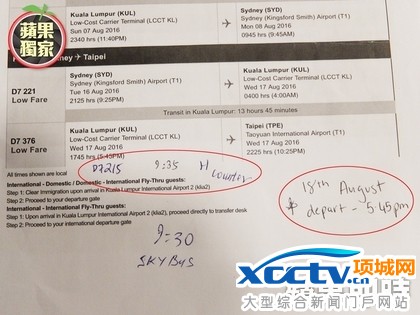 蘋果
獨家
Kuala Lumpur (KUL)
Low-Cost Carrier Terminal (LCCT KL)
Sun 07 Aug 2016
2340 hrs (11:40PM)
Sydney (SYD)
Sydney (Kingsford Smith) Airport (T1)
Mon 08 Aug 2016
0945 hrs (9:45AM)
Taipei
D7 221
Low Fare
Sydney (SYD)
Sydney (Kingsford Smith) Airport (T1)
Tue 16 Aug 2016
2125 hrs (9:25PM)
Kuala Lumpur (KUL)
Low-Cost Carrier Terminal (LCCT KL)
Wed 17 Aug 2016
0400 hrs (4:00AM)
Transit in Kuala Lumpur: 13 hours 45 minutes
D7 376
Low Fare
Kuala Lumpur (KUL)
Low-Cost Carrier Terminal (LCCT KL)
Wed 17 Aug 2016
1745 hrs (5:45PM)
Taipei (TPE)
Taoyuan International Airport (T1)
Wed 17 Aug 2016
2225 hrs (10:25PM)
D7215 9:35 H Counter
All times shown are local
International - Domestic / Domestic - International Fly-Thru guests:
Step 1: Clear Immigration upon arrival in Kuala Lumpur International Airport 2 (klia2)
Step 2: Proceed to your departure gate
International - International Fly-Thru guests:
Step 1: Upon arrival in Kuala Lumpur International Airport 2 (klia2), proceed directly to transfer desk
Step 2: Proceed to your international departure gate
18th August
depart - 5:45pm
9:30
SKYBUS
xcctv.cn
项城网
大型综合新闻门户网站